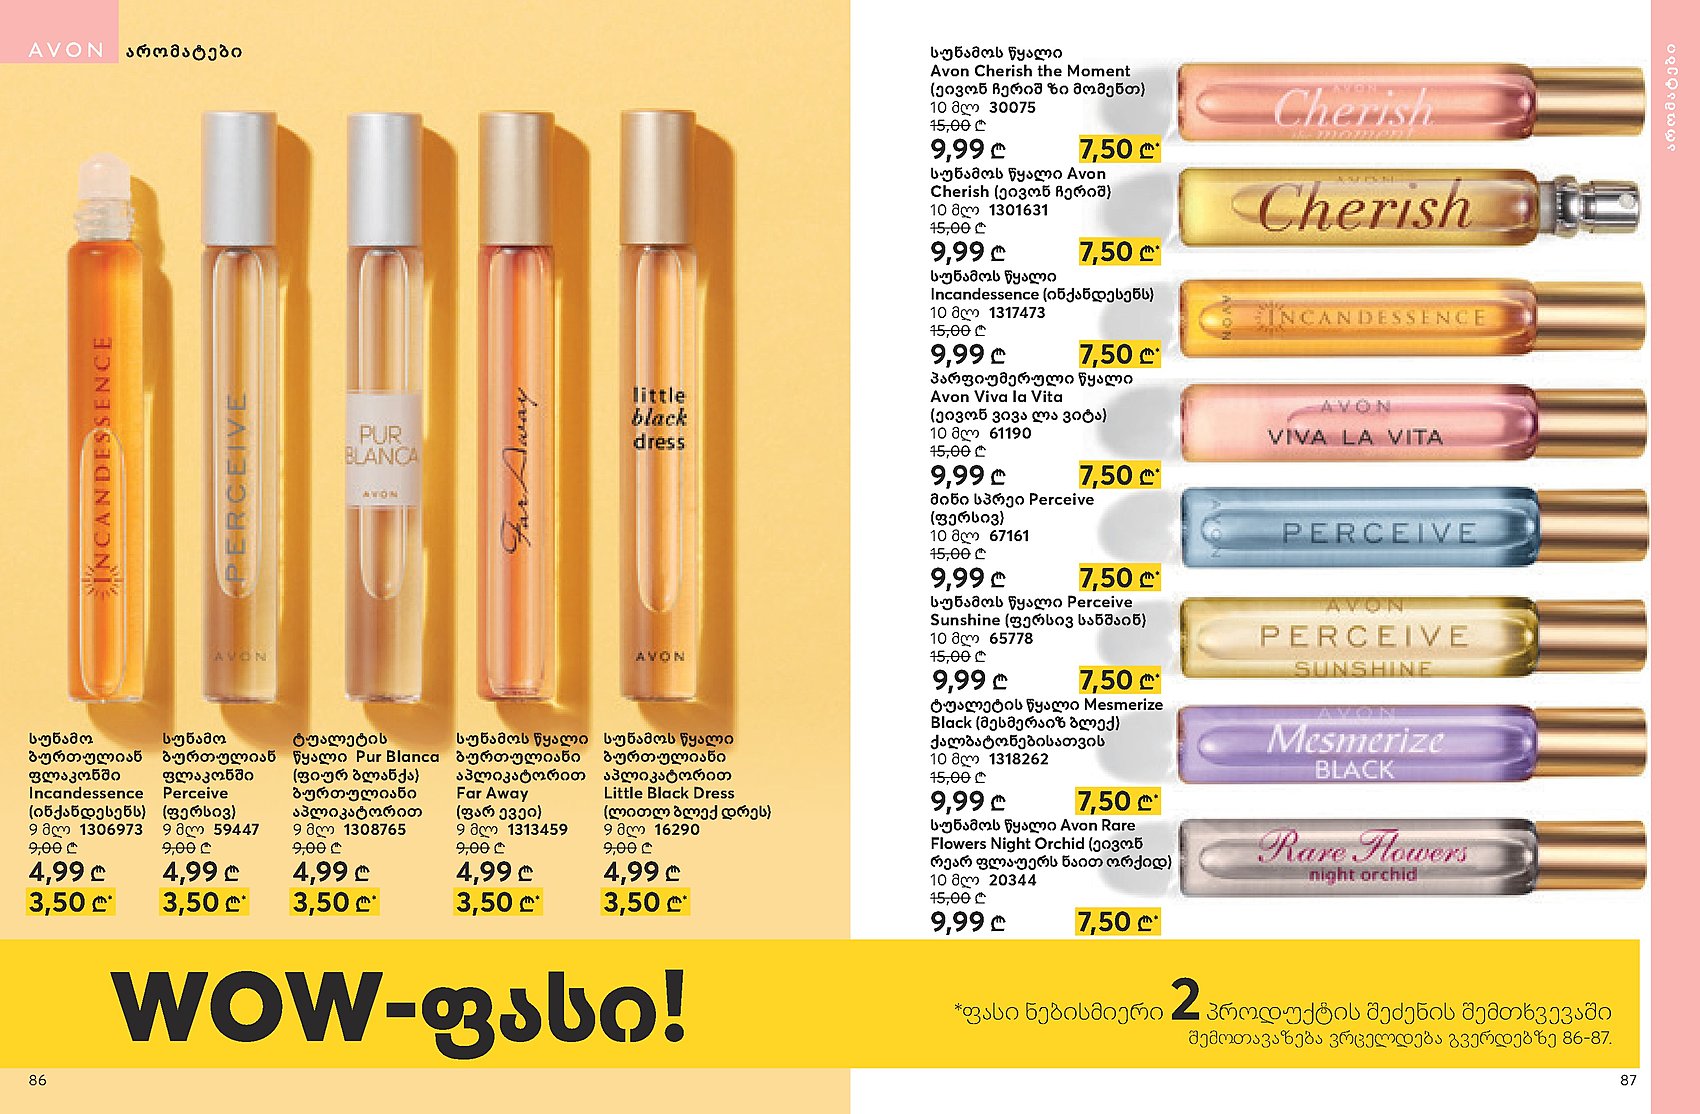 AVON არომატები
INCANDESSENCE
PERCEIVE
AVON
PUR
BLANCA
AVON
Far Away
little
black
dress
AVON
სუნამო
ბურთულიან
ფლაკონში
Incandessence
(ინქანდესენს)
9 მლ 1306973
9,00 ₾
4,99 ₾
3,50 ₾*
სუნამო
ბურთულიან
ფლაკონში
Perceive
(ფერსივ)
9 მლ 59447
9,00 ₾
4,99 ₾
3,50 ₾*
ტუალეტის
წყალი Pur Blanca
(ფიურ ბლანქა)
ბურთულიანი
აპლიკატორით
9 მლ 1308765
9,00 ₾
4,99 ₾
3,50 ₾*
სუნამოს წყალი
ბურთულიანი
აპლიკატორით
Far Away
(ფარ ევეი)
9 მლ 1313459
9,00 ₾
4,99 ₾
3,50 ₾*
სუნამოს წყალი
ბურთულიანი
აპლიკატორით
Little Black Dress
(ლითლ ბლექ დრეს)
9 მლ 16290
9,00 ₾
4,99 ₾
3,50 ₾*
WOW-ფასი!
86
სუნამოს წყალი
Avon Cherish the Moment
(ეივონ ჩერიშ ზი მომენთ)
10 მლ 30075
15,00 ₾
9,99 ₾ 7,50 ₾*
სუნამოს წყალი Avon
Cherish (ეივონ ჩერიშ)
10 მლ 1301631
15,00 ₾
9,99 ₾ 7,50 ₾*
სუნამოს წყალი
Incandessence (ინქანდესენს)
10 მლ 1317473
15,00 ₾
9,99 ₾ 7,50 ₾*
პარფიუმერული წყალი
Avon Viva la Vita
(ეივონ ვივა ლა ვიტა)
10 მლ 61190
15,00 ₾
9,99 ₾ 7,50 ₾*
მინი სპრეი Perceive
(ფერსივ)
10 მლ 67161
15,00 ₾
9,99 ₾ 7,50 ₾*
სუნამოს წყალი Perceive
Sunshine (ფერსივ სანშაინ)
10 მლ 65778
15,00 ₾
9,99 ₾ 7,50 ₾*
ტუალეტის წყალი Mesmerize
Black (მესმერაიზ ბლექ)
ქალბატონებისათვის
10 მლ 1318262
15,00 ₾
9,99 ₾ 7,50 ₾*
სუნამოს წყალი Avon Rare
Flowers Night Orchid (ეივონ
რეარ ფლაუერს ნაით ორქიდ)
10 მლ 20344
15,00 ₾
9,99 ₾ 7,50 ₾*
AVON
Cherish
the moment
AVON
Cherish
AVON
INCANDESSENCE
AVON
VIVA LA VITA
AVON
PERCEIVE
AVON
PERCEIVE
SUNSHINE
AVON
Mesmerize
BLACK
Rare Flowers
night orchid
არომატები
*ფასი ნებისმიერი 2 პროდუქტის შეძენის შემთხვევაში
შემოთავაზება ვრცელდება გვერდებზე 86-87.
87